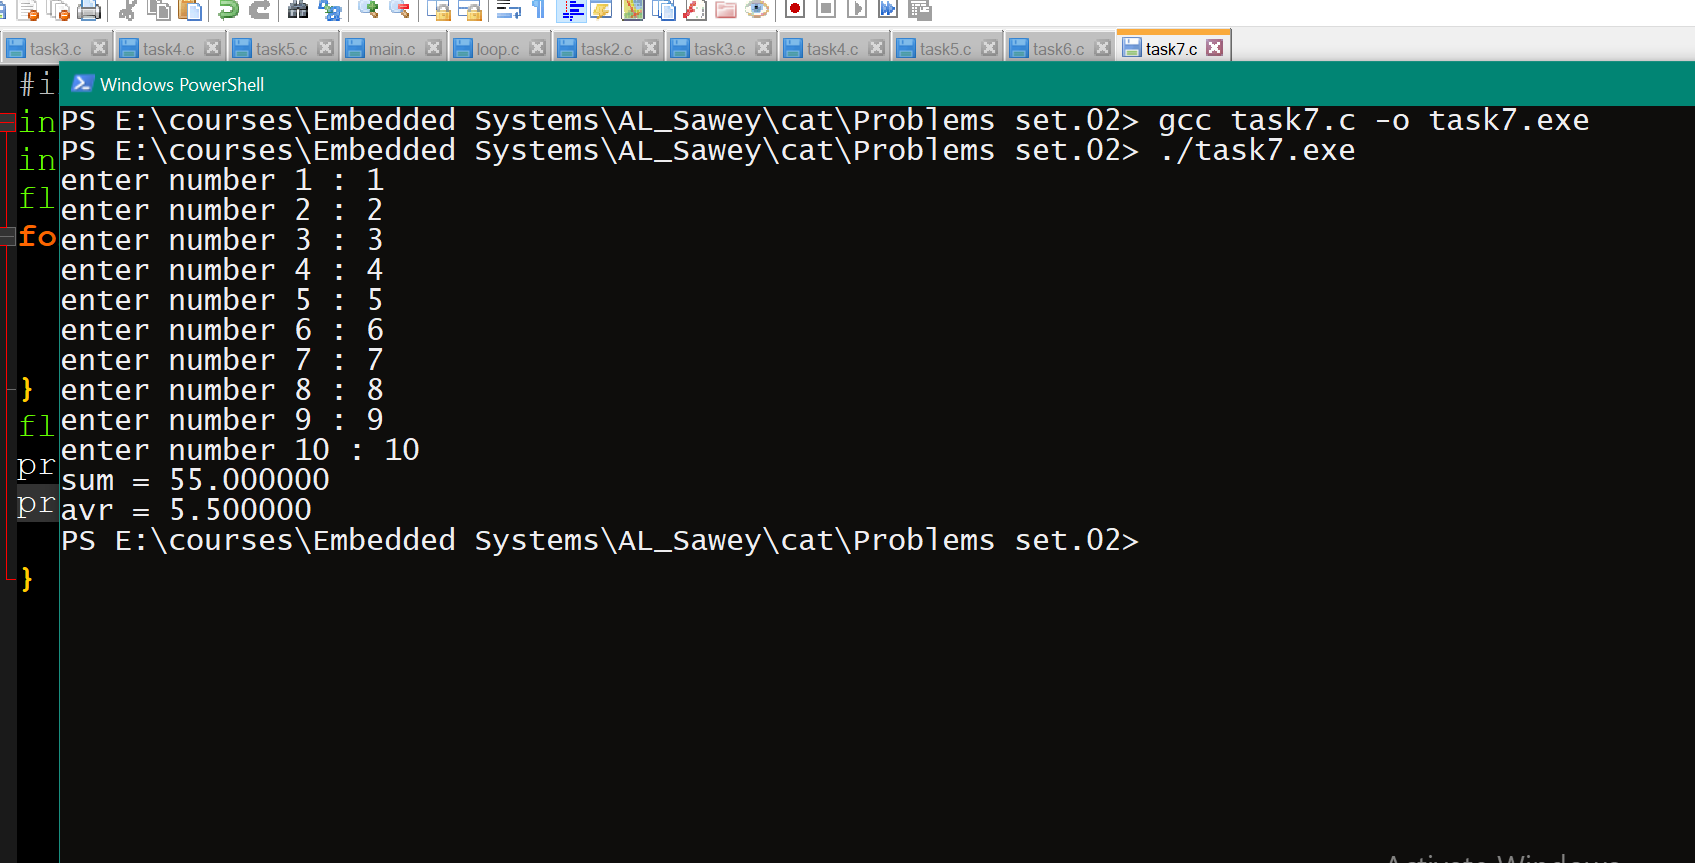 task3.c task4.c task5.c main.c loop.c task2.c task3.c task4.c task5.c task6.c task7.c
Windows PowerShell
#i
in
in
fl
fo
}
fl
pr
pr
}
PS E:\courses\Embedded Systems\AL_Sawey\cat\Problems set.02> gcc task7.c -o task7.exe
PS E:\courses\Embedded Systems\AL_Sawey\cat\Problems set.02> ./task7.exe
enter number 1 : 1
enter number 2 : 2
enter number 3 : 3
enter number 4 : 4
enter number 5 : 5
enter number 6 : 6
enter number 7 : 7
enter number 8 : 8
enter number 9 : 9
enter number 10 : 10
sum = 55.000000
avr = 5.500000
PS E:\courses\Embedded Systems\AL_Sawey\cat\Problems set.02>
Activate Windows